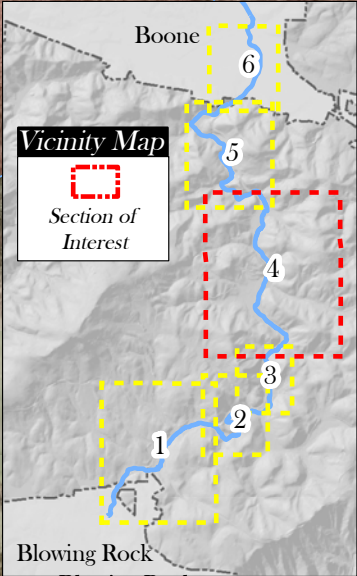 Boone
6
Vicinity Map
5
Section of
Interest
4
3
2
1
Blowing Rock